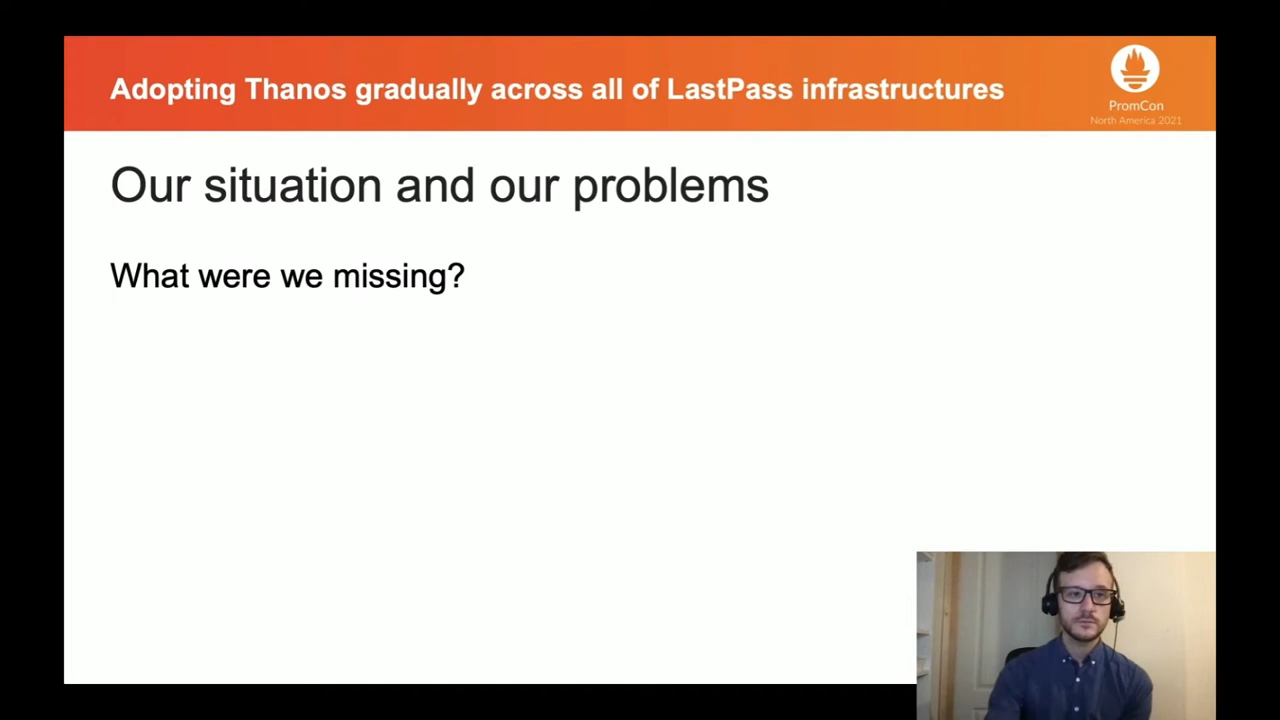 Adopting Thanos gradually across all of LastPass infrastructures
PromCon
North America 2021
Our situation and our problems
What were we missing?